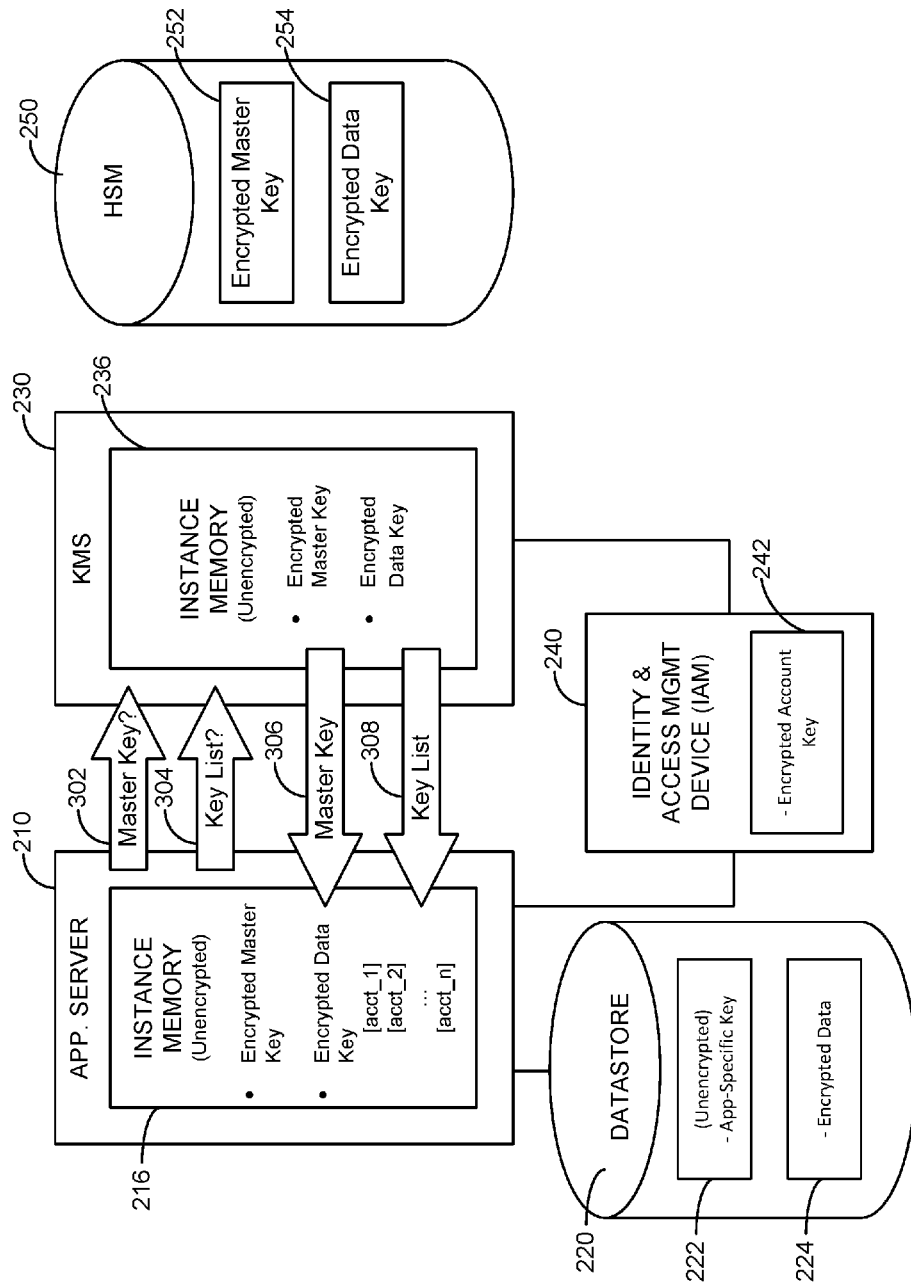 210
APP. SERVER
216
INSTANCE
MEMORY
(Unencrypted)
• Encrypted Master
Key
• Encrypted Data
Key
[acct_1]
[acct_2]
...
[acct_n]
302
Master Key?
304
Key List?
306
Master Key
308
Key List
230
KMS
236
INSTANCE
MEMORY
(Unencrypted)
• Encrypted
Master Key
• Encrypted
Data Key
250
HSM
252
Encrypted Master
Key
254
Encrypted Data
Key
220
DATASTORE
222
(Unencrypted)
- App-Specific Key
224
- Encrypted Data
240
IDENTITY &
ACCESS MGMT
DEVICE (IAM)
242
- Encrypted Account
Key